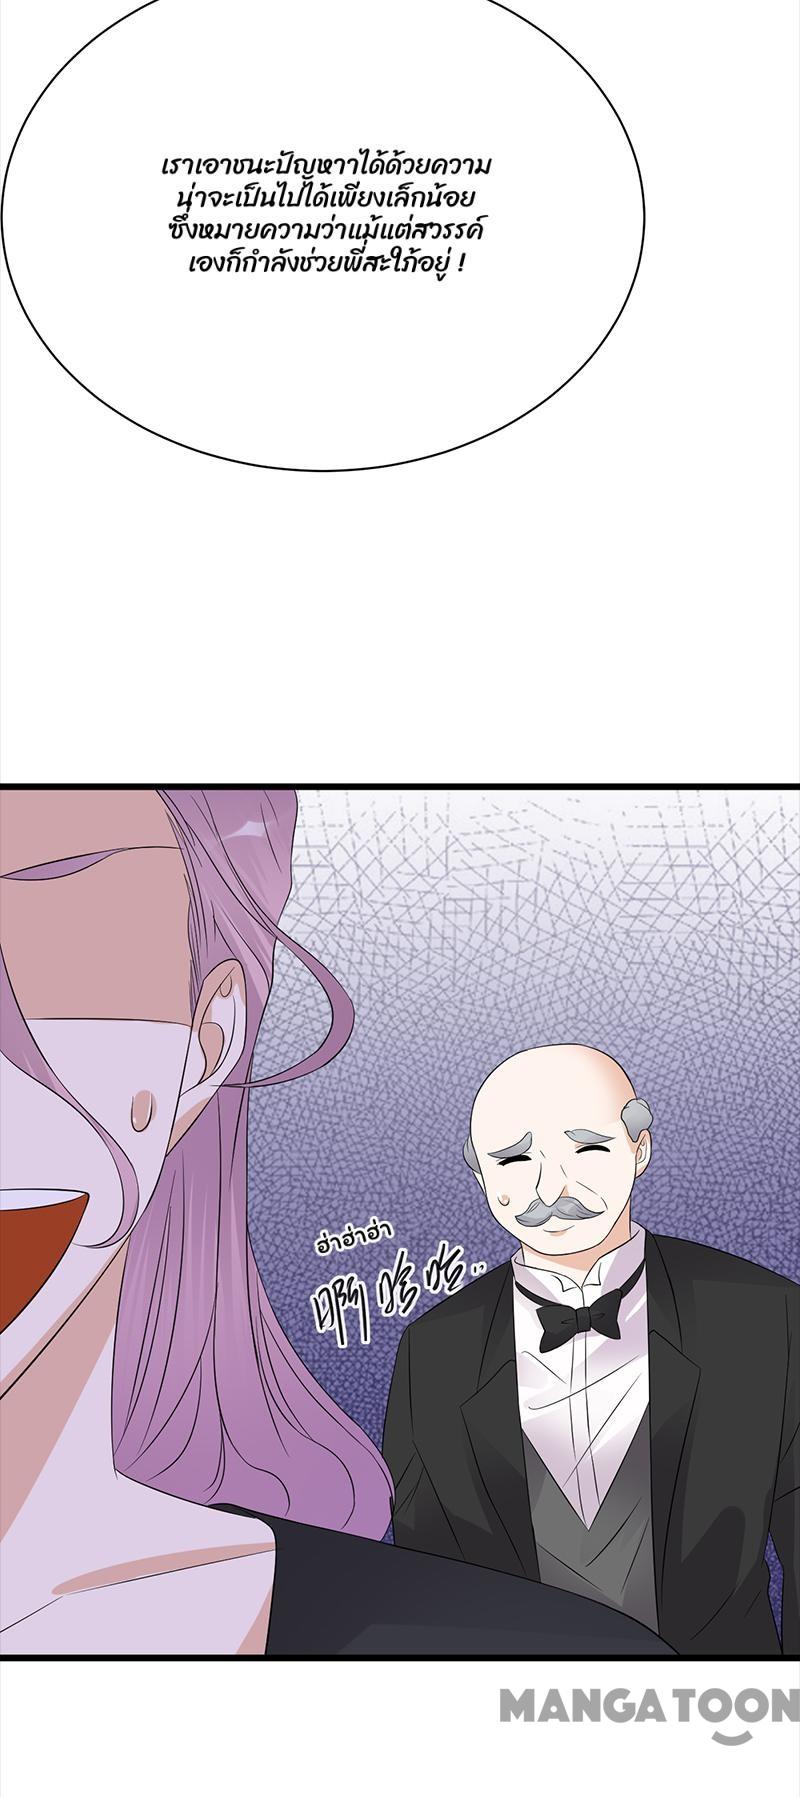 เราเอาชนะปัญหาาได้ด้วยความ
น่าจะเป็นไปได้เพียงเล็กน้อย
ซึ่งหมายความว่าแม้แต่สวรรค์
เองก็กำลังช่วยพี่สะใภ้อยู่ !
ฮ่าฮ่าฮ่า
啊哈哈..
MANGATOON